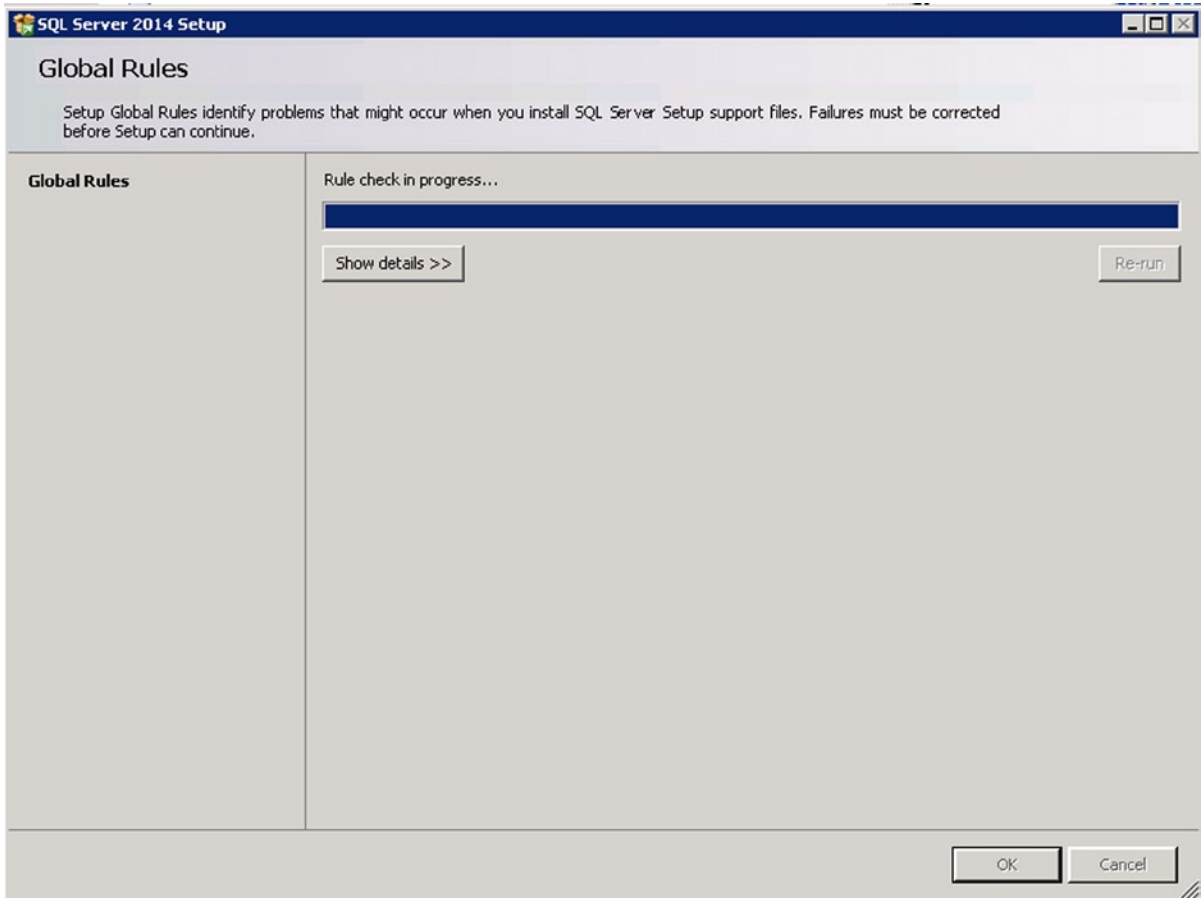 SQL Server 2014 Setup
Global Rules
Setup Global Rules identify problems that might occur when you install SQL Server Setup support files. Failures must be corrected
before Setup can continue.
Global Rules
Rule check in progress...
Show details >>
Re-run
OK
Cancel